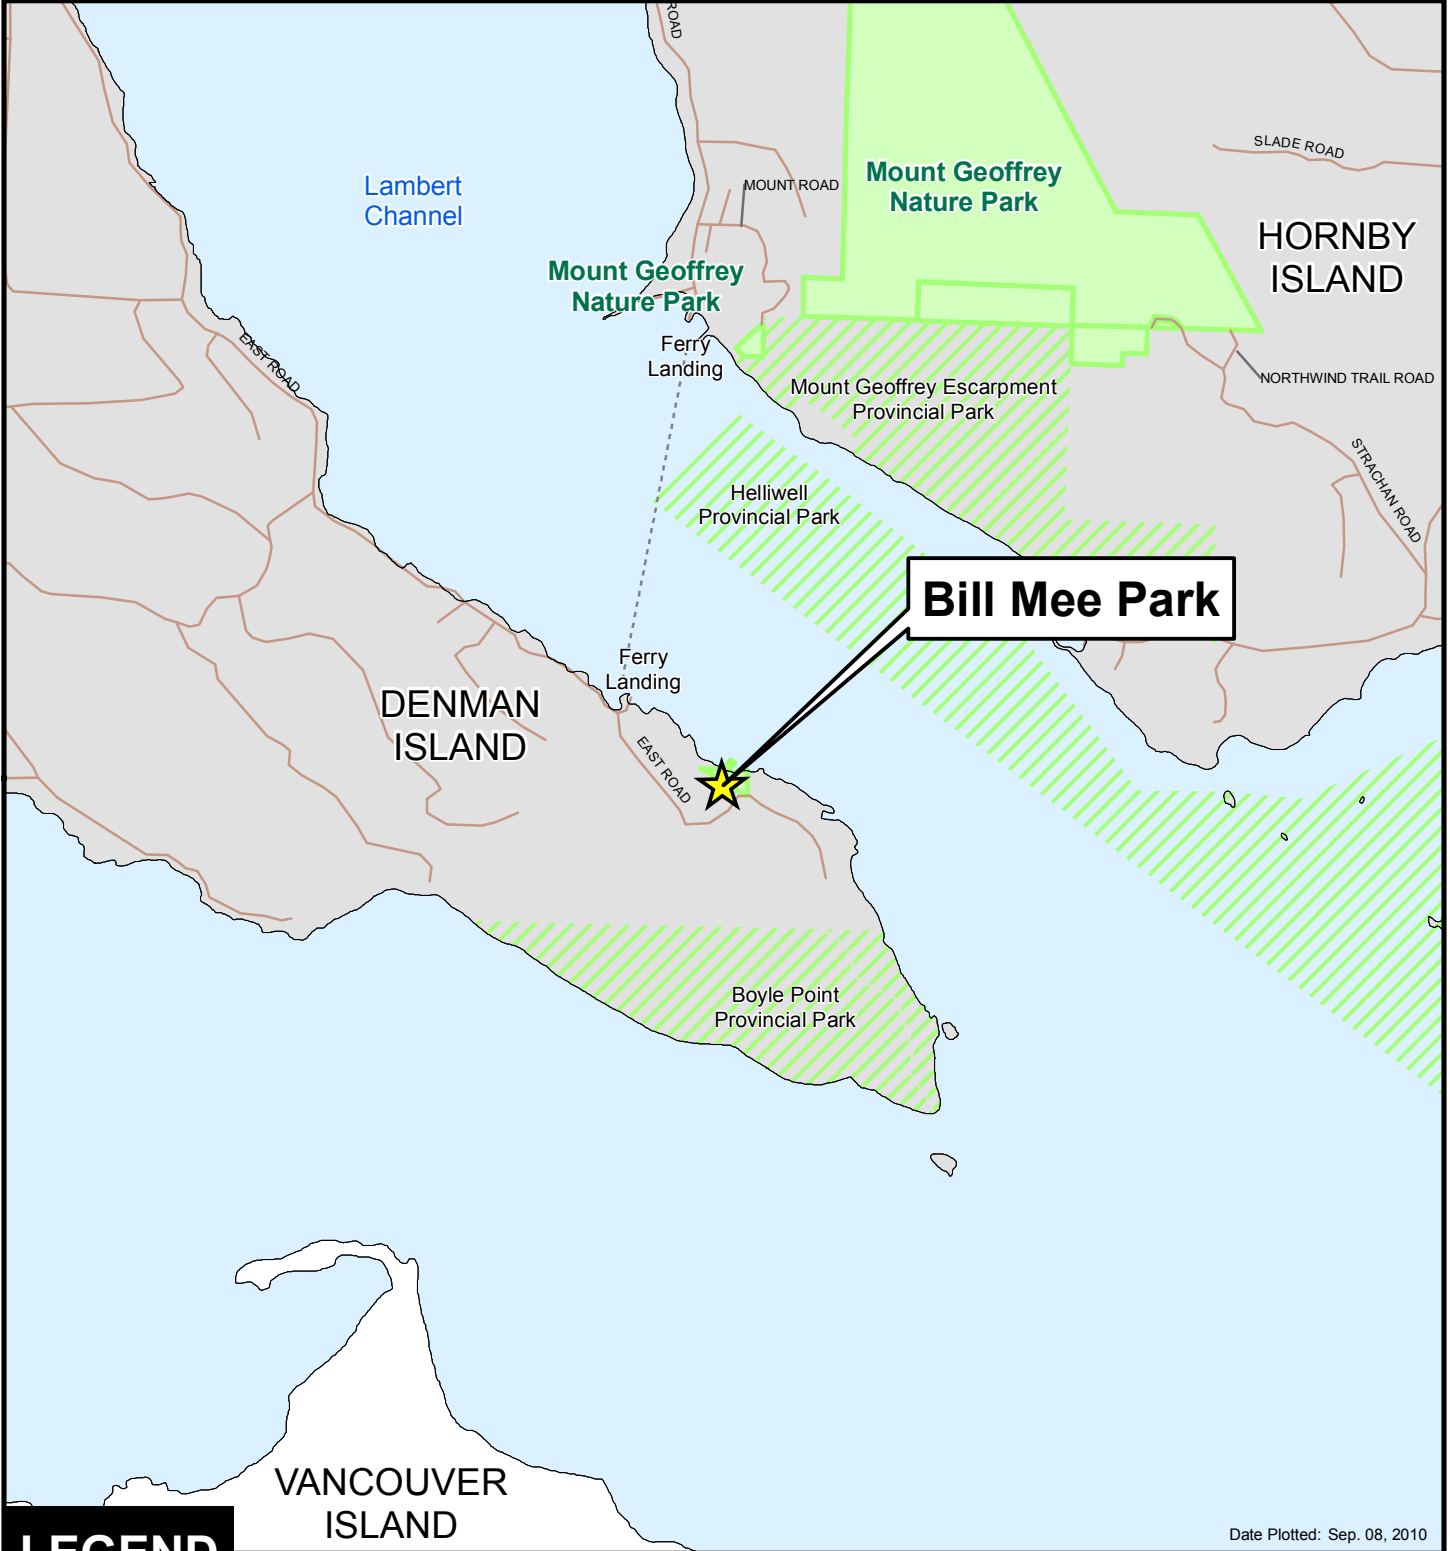 ROAD
SLADE ROAD
Lambert
Channel
MOUNT ROAD
Mount Geoffrey
Nature Park
HORNBY
ISLAND
Mount Geoffrey
Nature Park
EAST ROAD
Ferry
Landing
Mount Geoffrey Escarpment
Provincial Park
NORTHWIND TRAIL ROAD
STRACHAN ROAD
Helliwell
Provincial Park
Bill Mee Park
Ferry
Landing
DENMAN
ISLAND
EAST ROAD
Boyle Point
Provincial Park
VANCOUVER
ISLAND
LEGEND
Date Plotted: Sep. 08, 2010